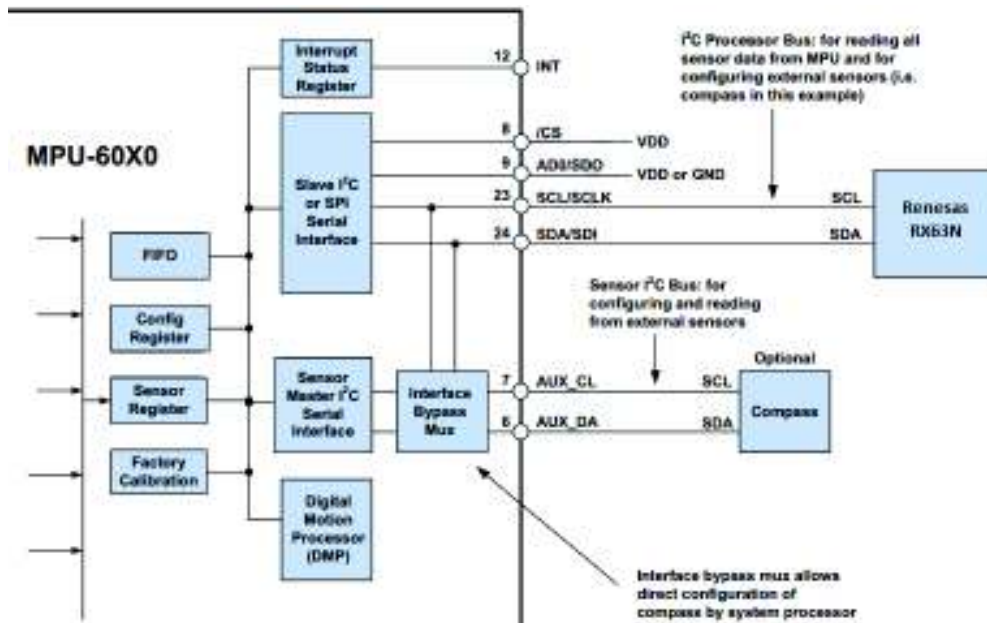 MPU-60X0
Interrupt
Status
Register
12
INT
I²C Processor Bus: for reading all
sensor data from MPU and for
configuring external sensors (i.e.
compass in this example)
Slave I²C
or SPI
Serial
Interface
8
/CS
VDD
9
AD0/SDO
VDD or GND
23
SCL/SCLK
SCL
24
SDA/SDI
SDA
Renesas
RX63N
FIFO
Config
Register
Sensor
Register
Factory
Calibration
Sensor I²C Bus: for
configuring and reading
from external sensors
Sensor
Master I²C
Serial
Interface
Interface
Bypass
Mux
7
AUX_CL
SCL
6
AUX_DA
SDA
Optional
Compass
Digital
Motion
Processor
(DMP)
Interface bypass mux allows
direct configuration of
compass by system processor